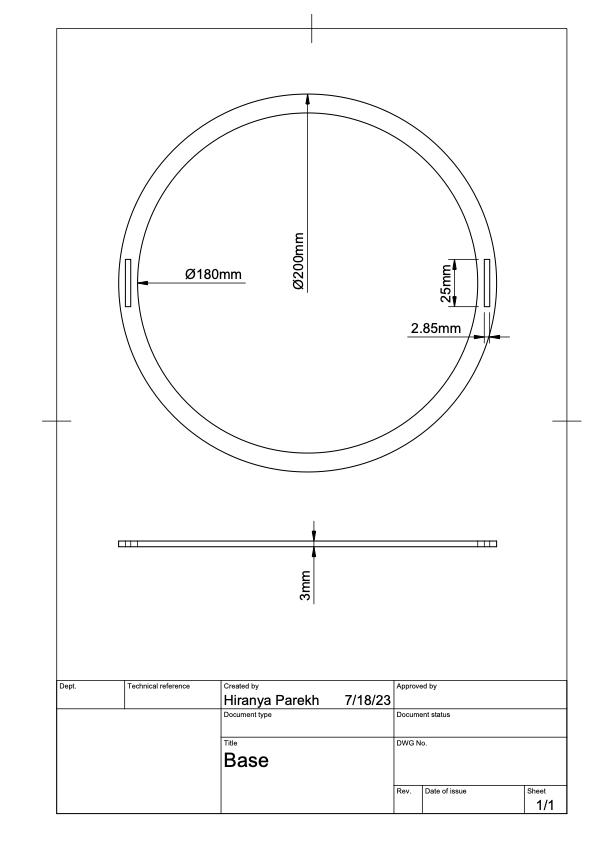 Ø200mm
Ø180mm
25mm
2.85mm
3mm
Dept.
Technical reference
Created by
Approved by
Hiranya Parekh 7/18/23
Document type
Document status
Title
DWG No.
Base
Rev.
Date of issue
Sheet
1/1